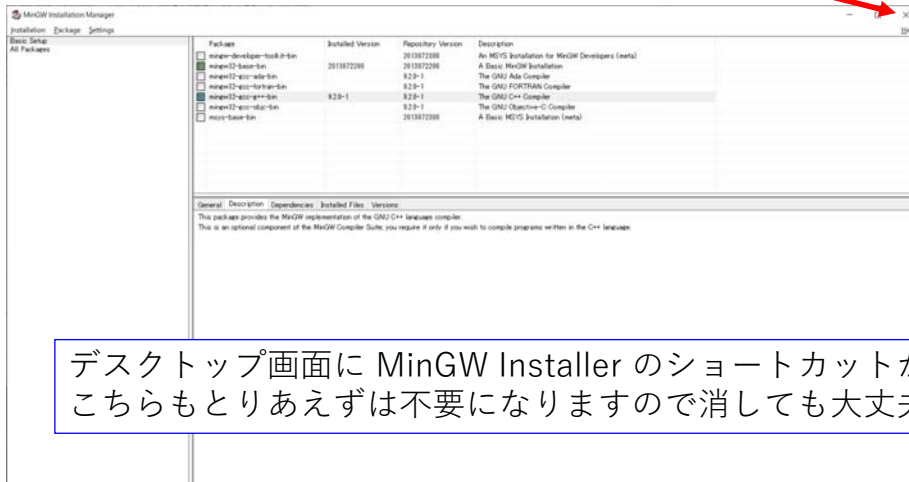 MinGW Installation Manager
Installation Package Settings
Basic Setup
All Packages
Package Installed Version Repository Version Description
mingw-developer-toolkit-bin 2013072300 An MSYS Installation for MinGW Developers (meta)
mingw32-base-bin 2013072200 2013072200 A Basic MinGW Installation
mingw32-gcc-ada-bin 9.2.0-1 The GNU Ada Compiler
mingw32-gcc-fortran-bin 9.2.0-1 The GNU FORTRAN Compiler
mingw32-gcc-g++-bin 9.2.0-1 9.2.0-1 The GNU C++ Compiler
mingw32-gcc-objc-bin 9.2.0-1 The GNU Objective-C Compiler
msys-base-bin 2013072300 A Basic MSYS Installation (meta)
General Description Dependencies Installed Files Versions
This package provides the MinGW implementation of the GNU C++ language compiler.
This is an optional component of the MinGW Compiler Suite; you require it only if you wish to compile programs written in the C++ language.
デスクトップ画面に MinGW Installer のショートカット
こちらもとりあえずは不要になりますので消しても大丈